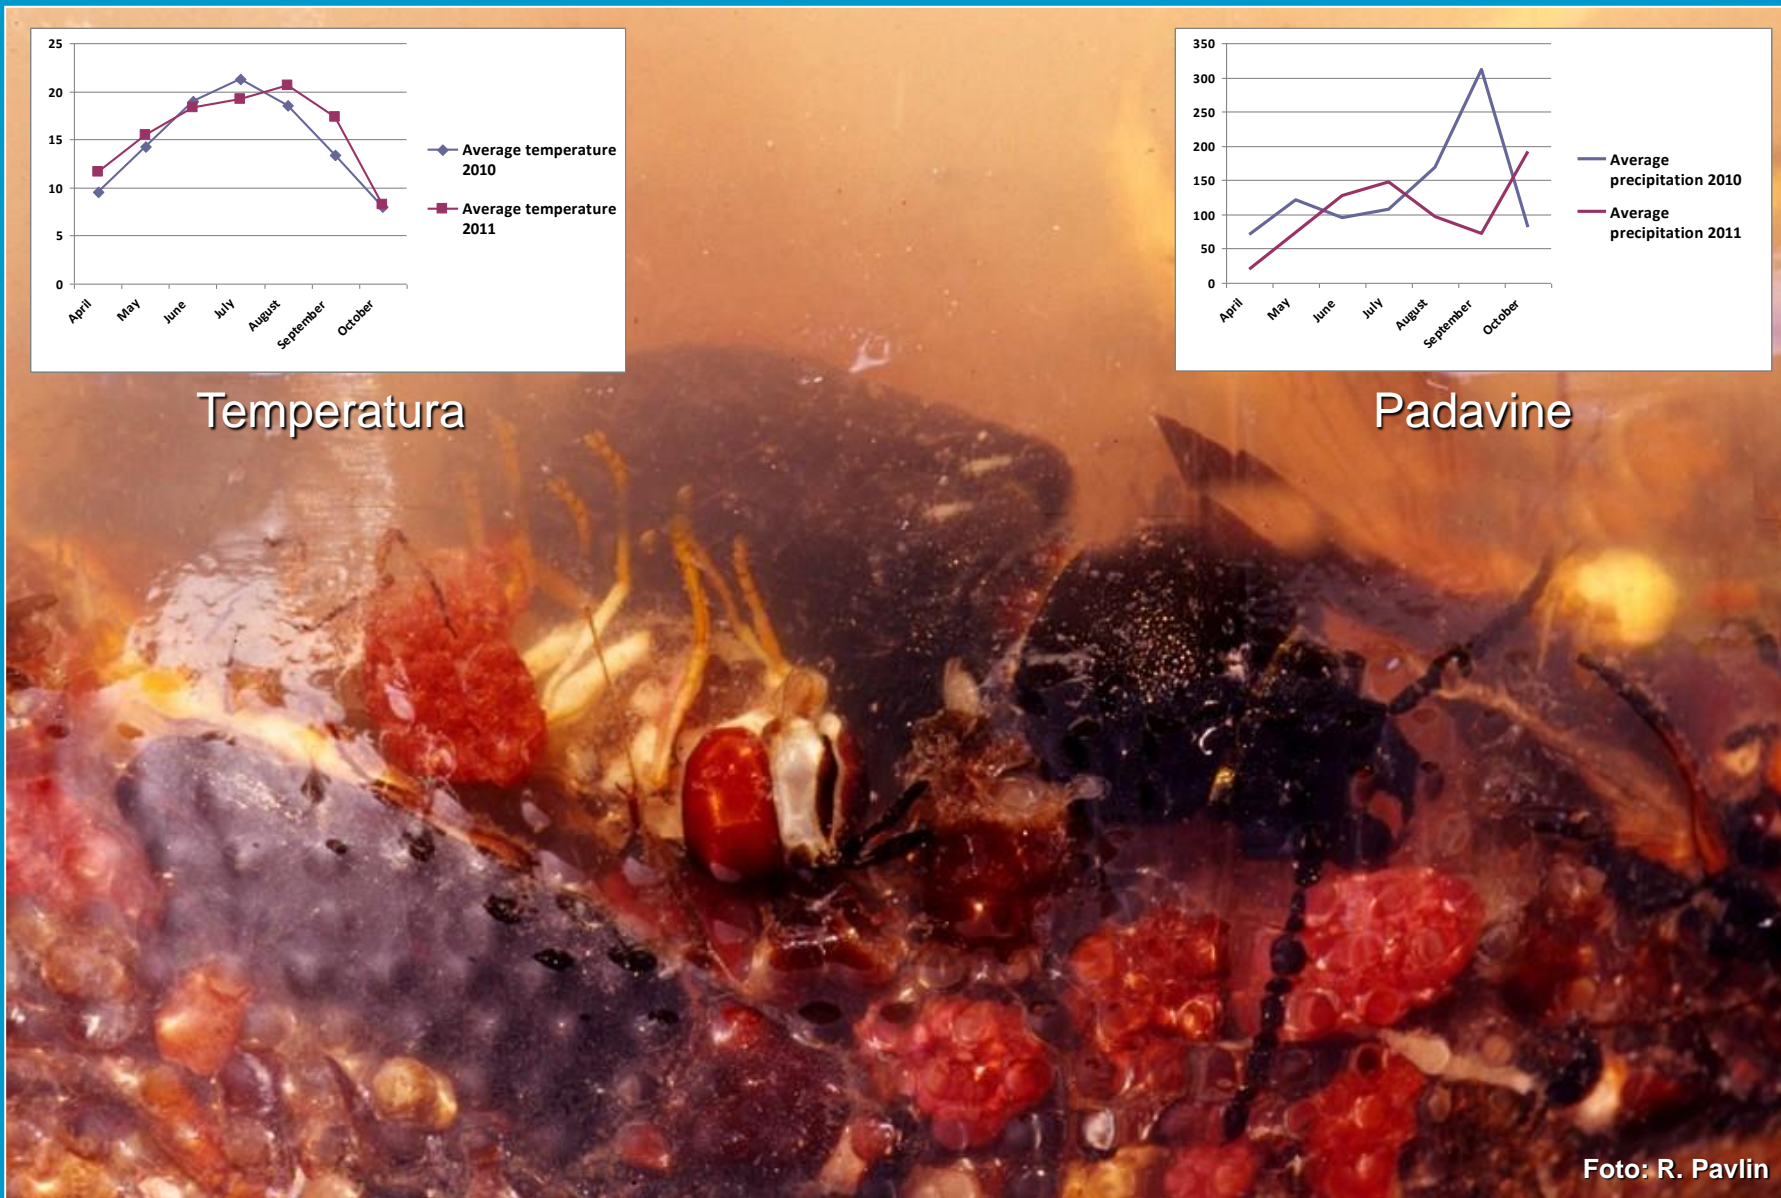 25
20
15
10
5
0
April
May
June
July
August
September
October
Average temperature
2010
Average temperature
2011
Temperatura
350
300
250
200
150
100
50
0
April
May
June
July
August
September
October
Average
precipitation 2010
Average
precipitation 2011
Padavine
Foto: R. Pavlin